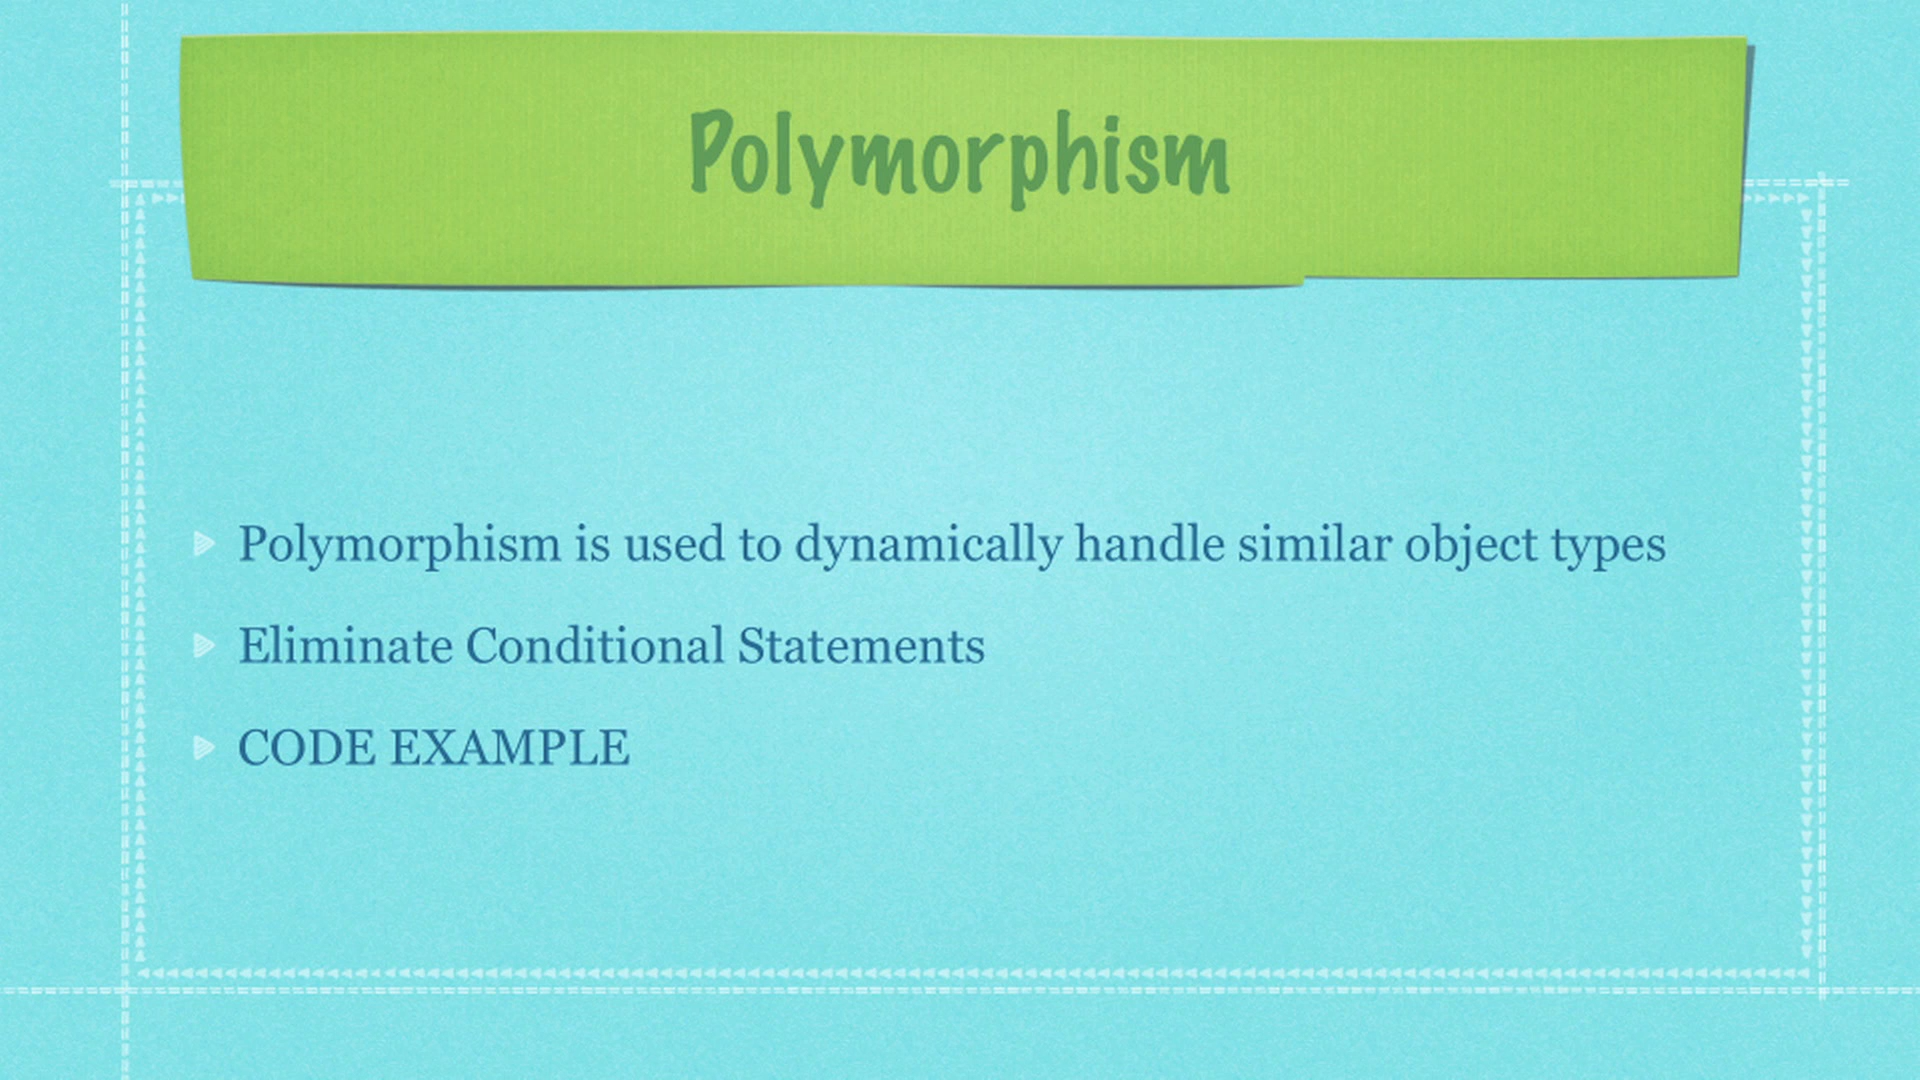 Polymorphism
Polymorphism is used to dynamically handle similar object types
Eliminate Conditional Statements
CODE EXAMPLE